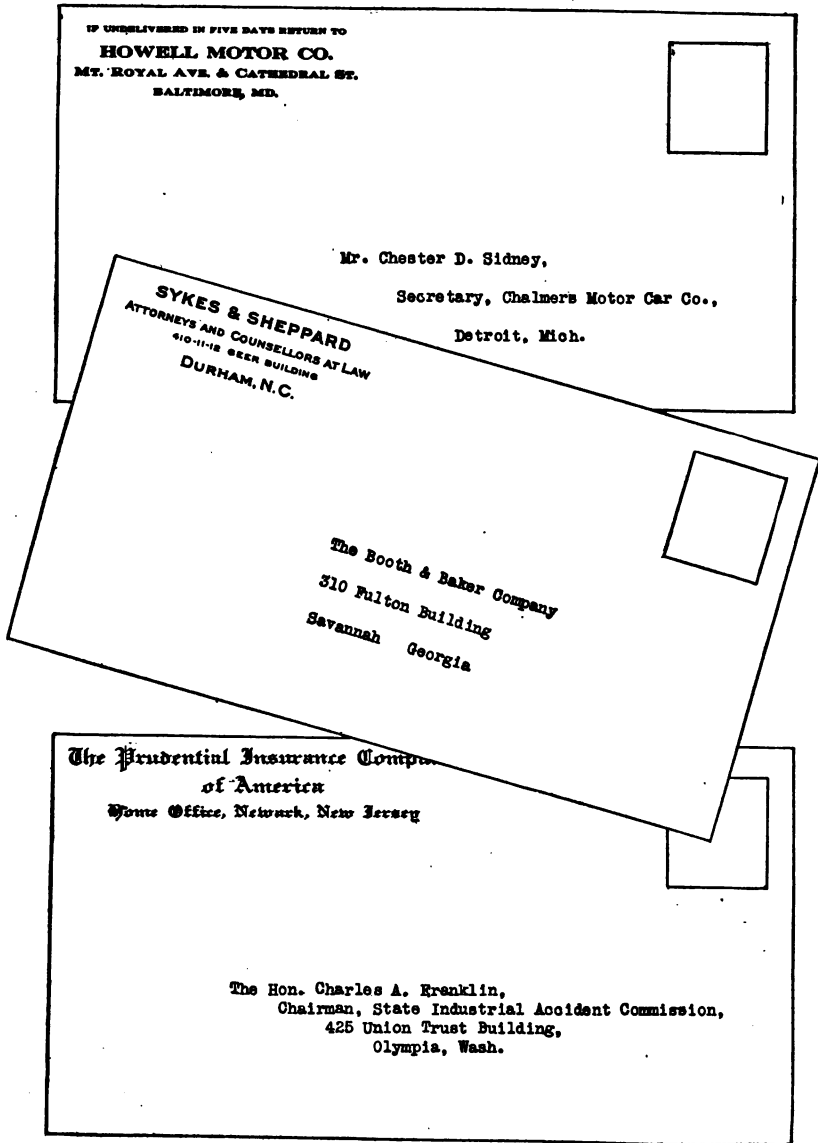 IF UNDELIVERED IN FIVE DAYS RETURN TO
HOWELL MOTOR CO.
MT. ROYAL AVE. & CATHEDRAL ST.
BALTIMORE, MD.
Mr. Chester D. Sidney,
Secretary, Chalmers Motor Car Co.,
Detroit, Mich.
SYKES & SHEPPARD
ATTORNEYS AND COUNSELLORS AT LAW
410-11-12 GEER BUILDING
DURHAM, N.C.
The Booth & Baker Company
310 Fulton Building
Savannah Georgia
The Prudential Insurance
of America
Home Office, Newark, New Jersey
The Hon. Charles A. Franklin,
Chairman, State Industrial Accident Commission,
425 Union Trust Building,
Olympia, Wash.